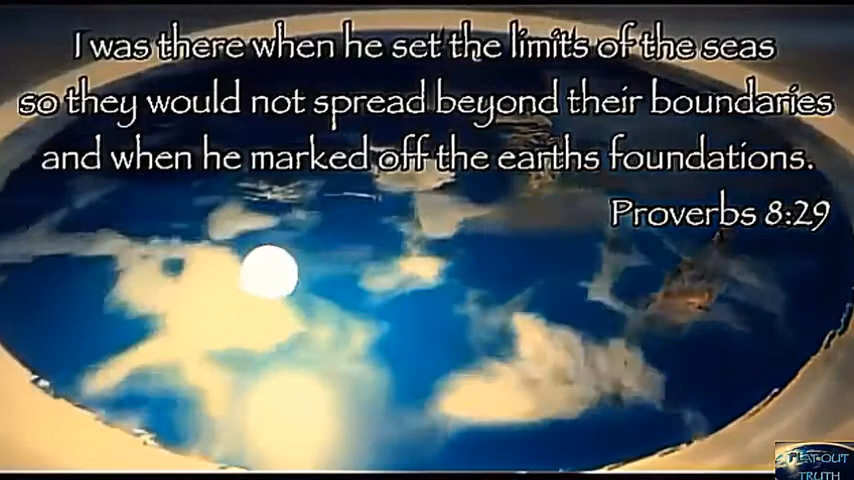 I was there when he set the limits of the seas
so they would not spread beyond their boundaries
and when he marked off the earths foundations.
Proverbs 8:29
FLAT OUT
TRUTH